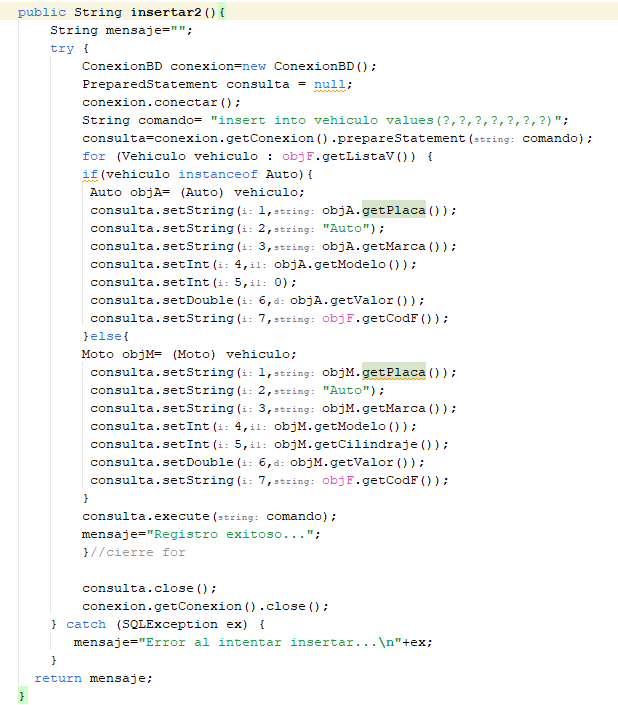 public String insertar2(){
String mensaje="";
try {
ConexionBD conexion=new ConexionBD();
PreparedStatement consulta = null;
conexion.conectar();
String comando= "insert into vehiculo values(?,?,?,?,?,?,?)";
consulta=conexion.getConexion().prepareStatement(string: comando);
for (Vehiculo vehiculo : objF.getListaV()) {
if(vehiculo instanceof Auto){
Auto objA= (Auto) vehiculo;
consulta.setString(i: 1,string: objA.getPlaca());
consulta.setString(i: 2,string: "Auto");
consulta.setString(i: 3,string: objA.getMarca());
consulta.setInt(i: 4,i1: objA.getModelo());
consulta.setInt(i: 5,i1: 0);
consulta.setDouble(i: 6,d: objA.getValor());
consulta.setString(i: 7,string: objF.getCodF());
}else{
Moto objM= (Moto) vehiculo;
consulta.setString(i: 1,string: objM.getPlaca());
consulta.setString(i: 2,string: "Auto");
consulta.setString(i: 3,string: objM.getMarca());
consulta.setInt(i: 4,i1: objM.getModelo());
consulta.setInt(i: 5,i1: objM.getCilindraje());
consulta.setDouble(i: 6,d: objM.getValor());
consulta.setString(i: 7,string: objF.getCodF());
}
consulta.execute(string: comando);
mensaje="Registro exitoso...";
}//cierre for
consulta.close();
conexion.getConexion().close();
} catch (SQLException ex) {
mensaje="Error al intentar insertar...\n"+ex;
}
return mensaje;
}